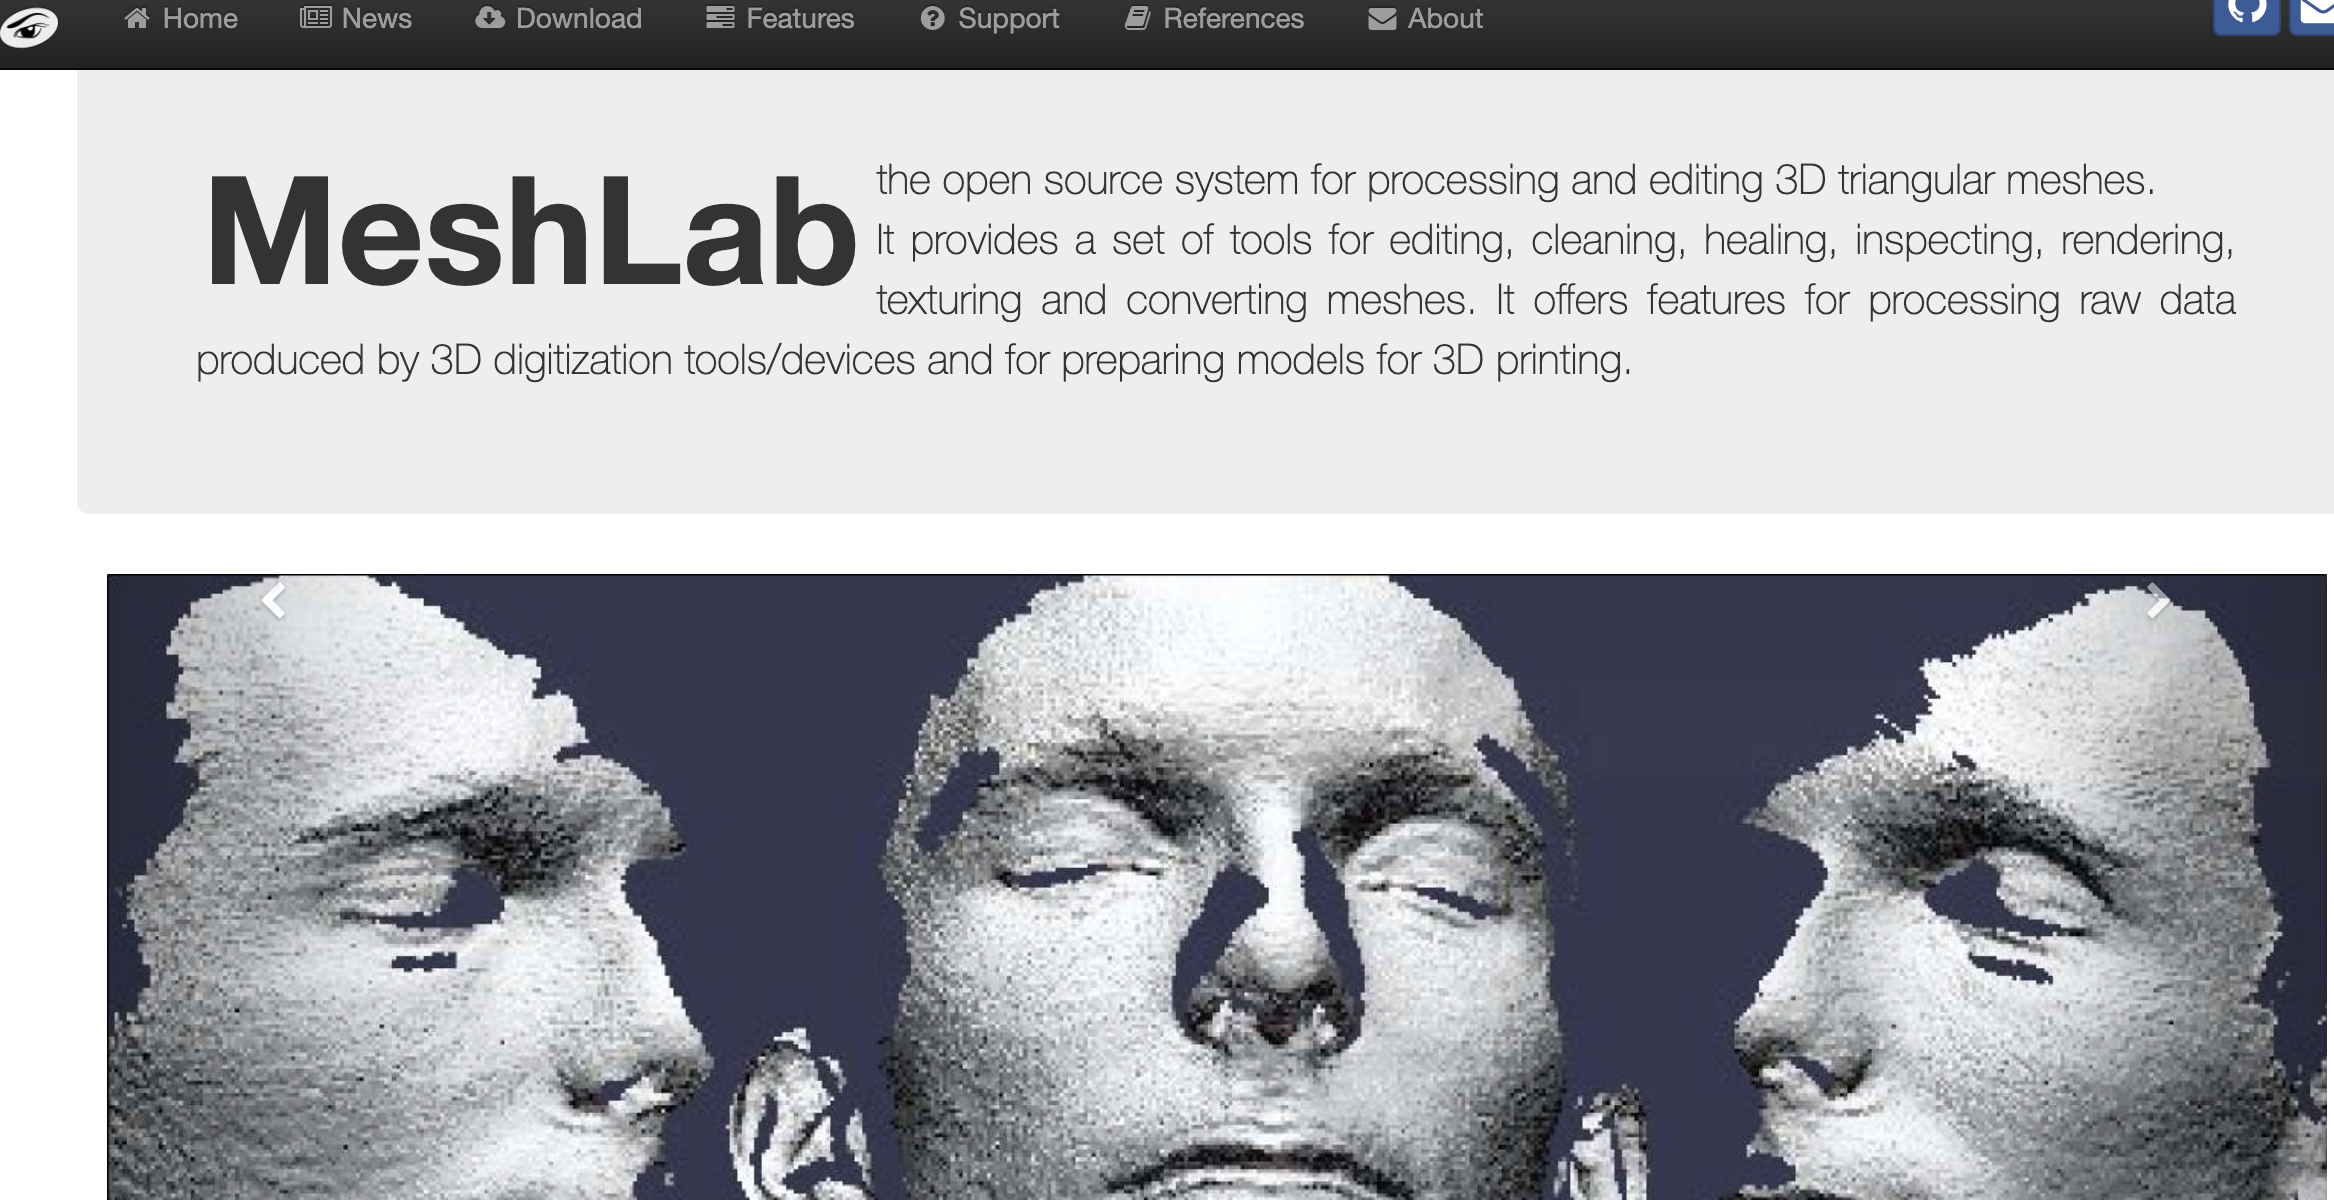 Home News Download Features Support References About
MeshLab
the open source system for processing and editing 3D triangular meshes.
It provides a set of tools for editing, cleaning, healing, inspecting, rendering,
texturing and converting meshes. It offers features for processing raw data
produced by 3D digitization tools/devices and for preparing models for 3D printing.